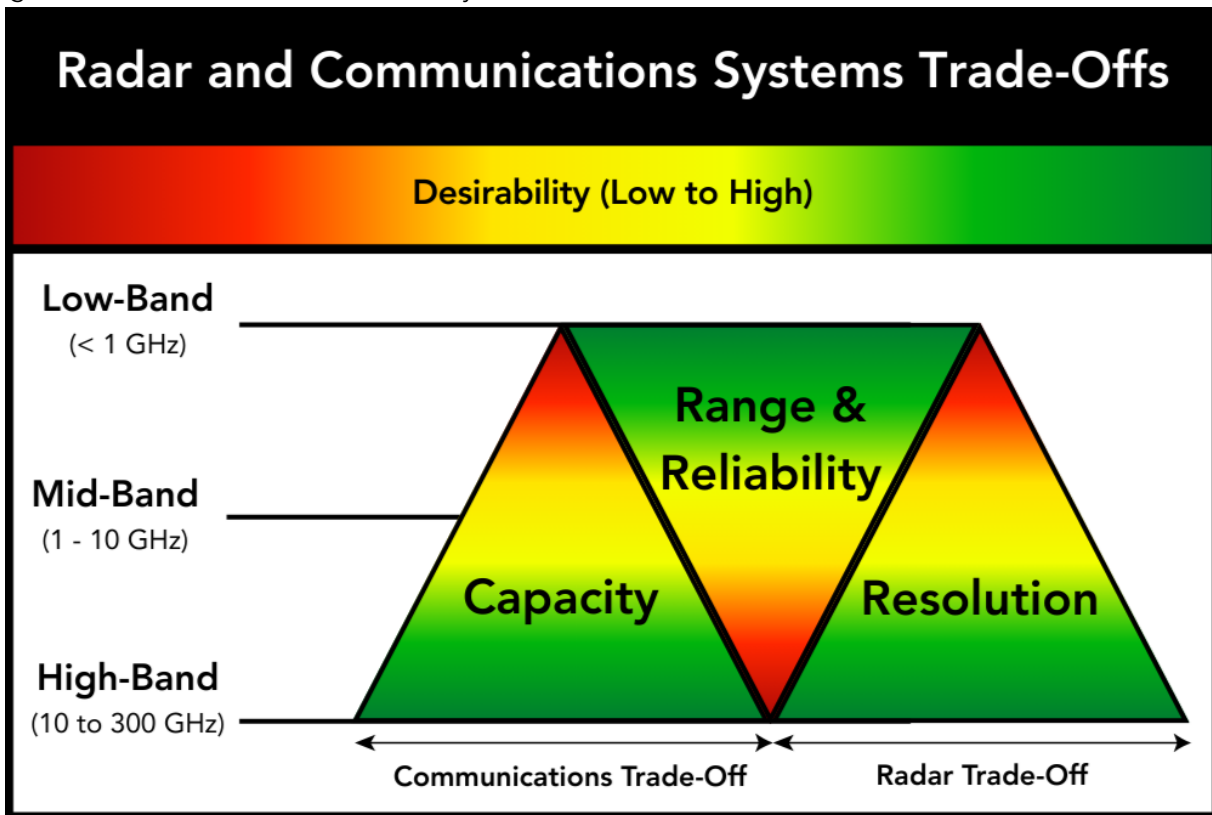 Radar and Communications Systems Trade-Offs
Desirability (Low to High)
Low-Band
(< 1 GHz)
Range &
Reliability
Mid-Band
(1 - 10 GHz)
Capacity
Resolution
High-Band
(10 to 300 GHz)
Communications Trade-Off
Radar Trade-Off